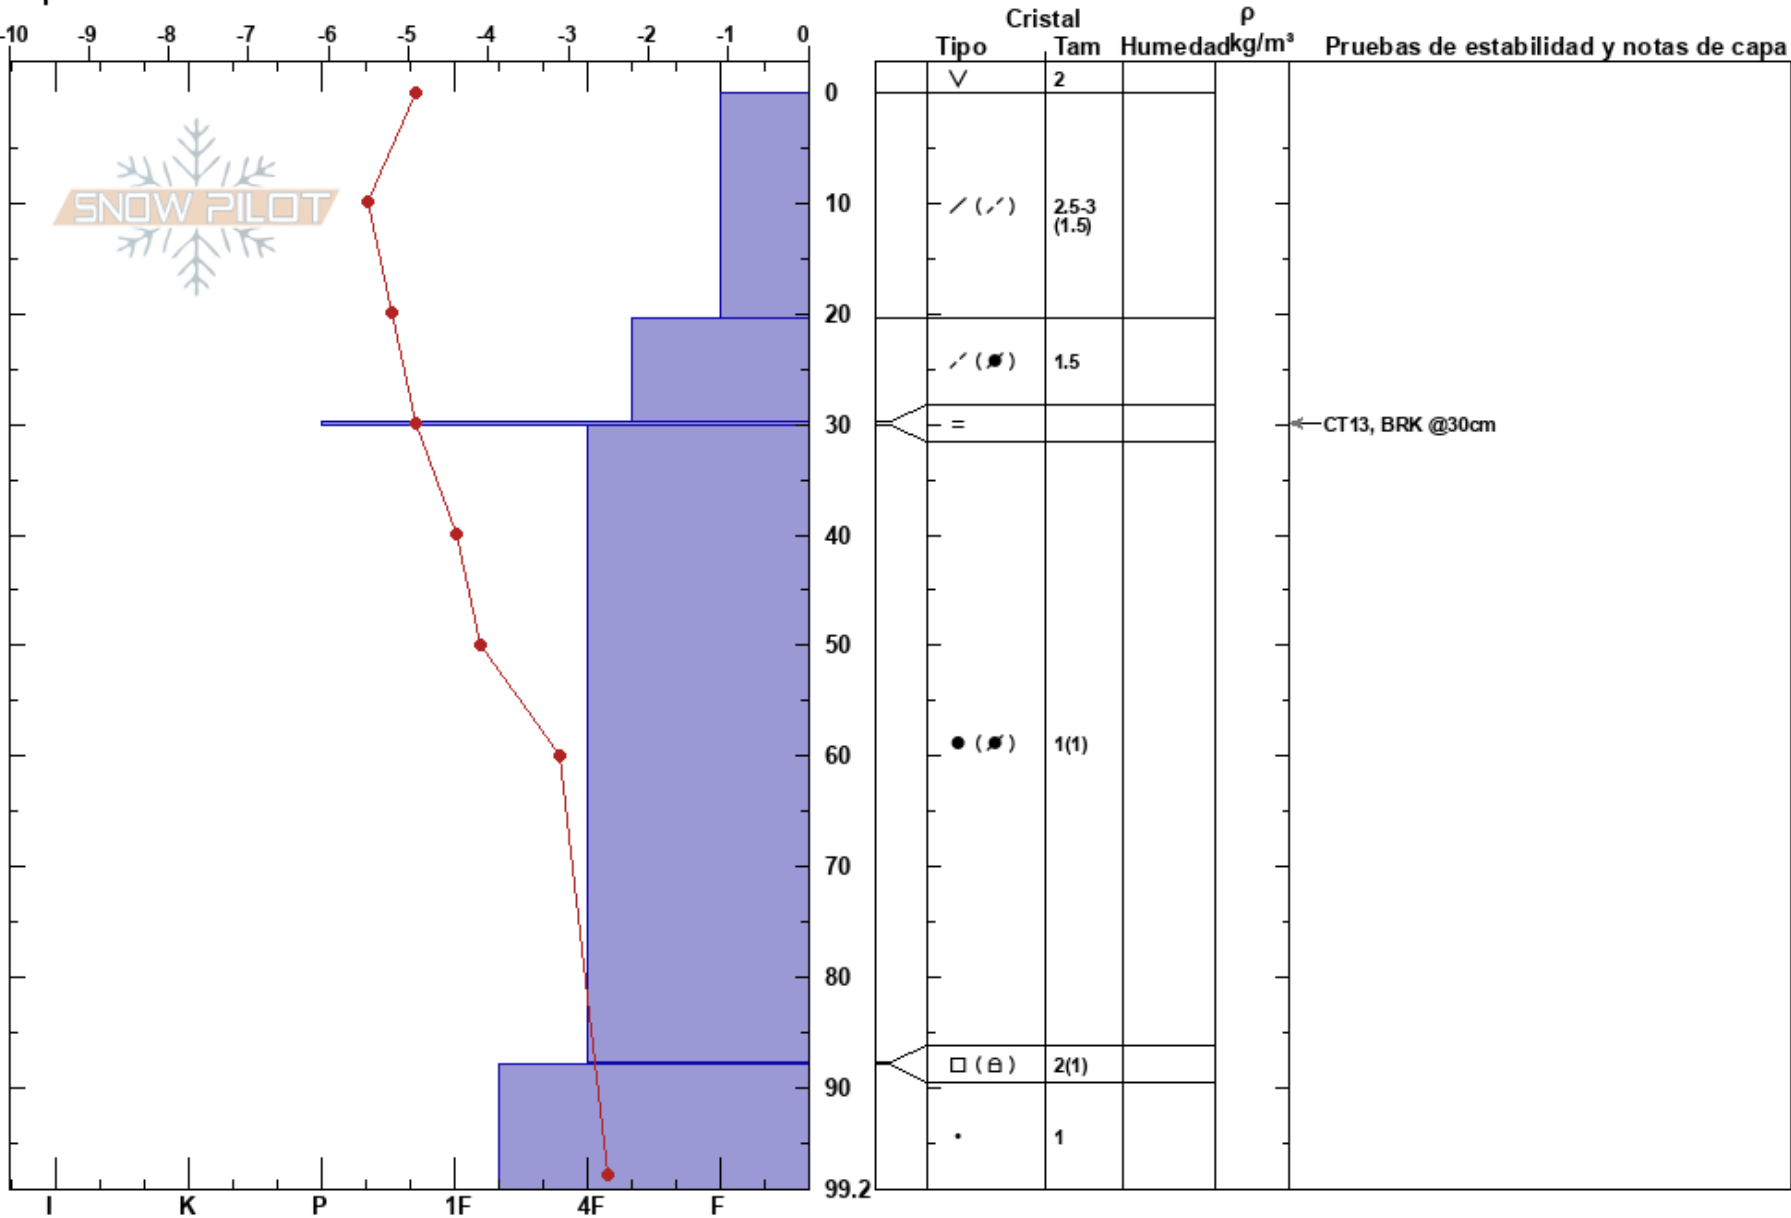 Cristal
ρ
-10 -9 -8 -7 -6 -5 -4 -3 -2 -1 0
Tipo Tam Humedad kg/m³ Pruebas de estabilidad y notas de capa
2
0
SNOW PILOT
10
2.5-3
(1.5)
20
1.5
30
=
CT13, BRK @30cm
40
50
60
1(1)
70
80
2(1)
90
1
99.2
I K P 1F 4F F